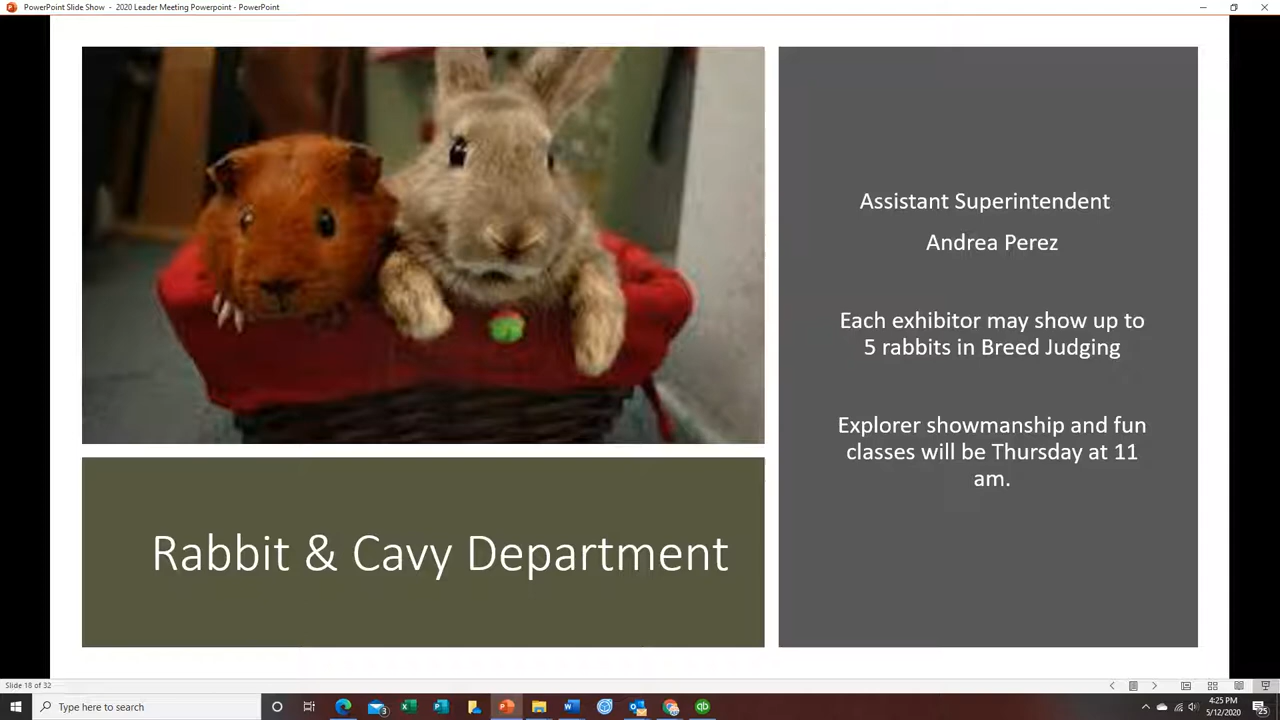 PowerPoint Slide Show - 2020 Leader Meeting Powerpoint - PowerPoint
Assistant Superintendent
Andrea Perez
Each exhibitor may show up to
5 rabbits in Breed Judging
Explorer showmanship and fun
classes will be Thursday at 11
am.
Rabbit & Cavy Department
Slide 18 of 32
Type here to search
3
4:25 PM
5/12/2020
25